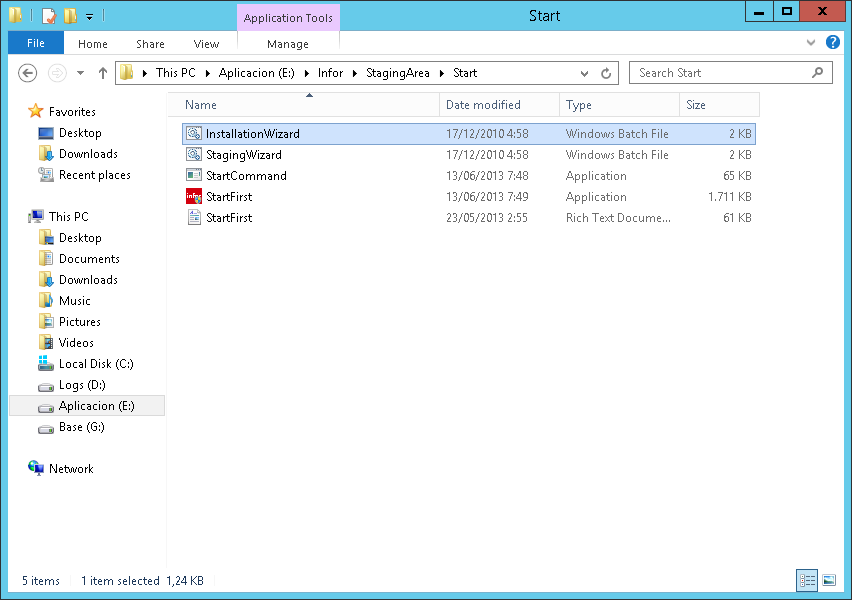 Application Tools
Start
File Home Share View Manage
This PC Aplicacion (E:) Infor StagingArea Start
Search Start
Name Date modified Type Size
Favorites
Desktop
Downloads
Recent places
This PC
Desktop
Documents
Downloads
Music
Pictures
Videos
Local Disk (C:)
Logs (D:)
Aplicacion (E:)
Base (G:)
Network
InstallationWizard 17/12/2010 4:58 Windows Batch File 2 KB
StagingWizard 17/12/2010 4:58 Windows Batch File 2 KB
StartCommand 13/06/2013 7:48 Application 65 KB
infor StartFirst 13/06/2013 7:49 Application 1.711 KB
StartFirst 23/05/2013 2:55 Rich Text Docume... 61 KB
5 items 1 item selected 1,24 KB